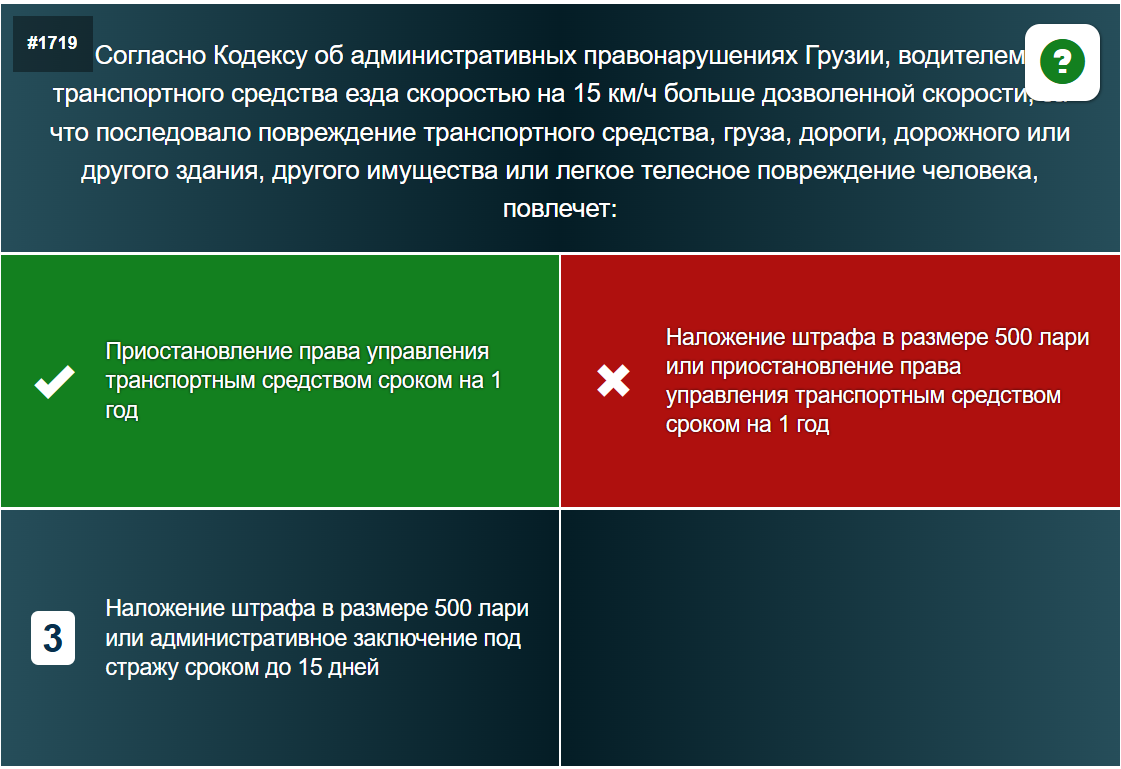 #1719
Согласно Кодексу об административных правонарушениях Грузии, водителем
?
транспортного средства езда скоростью на 15 км/ч больше дозволенной скорости,
что последовало повреждение транспортного средства, груза, дороги, дорожного или
другого здания, другого имущества или легкое телесное повреждение человека,
повлечет:
Приостановление права управления
транспортным средством сроком на 1
год
Наложение штрафа в размере 500 лари
или приостановление права
управления транспортным средством
сроком на 1 год
3
Наложение штрафа в размере 500 лари
или административное заключение под
стражу сроком до 15 дней